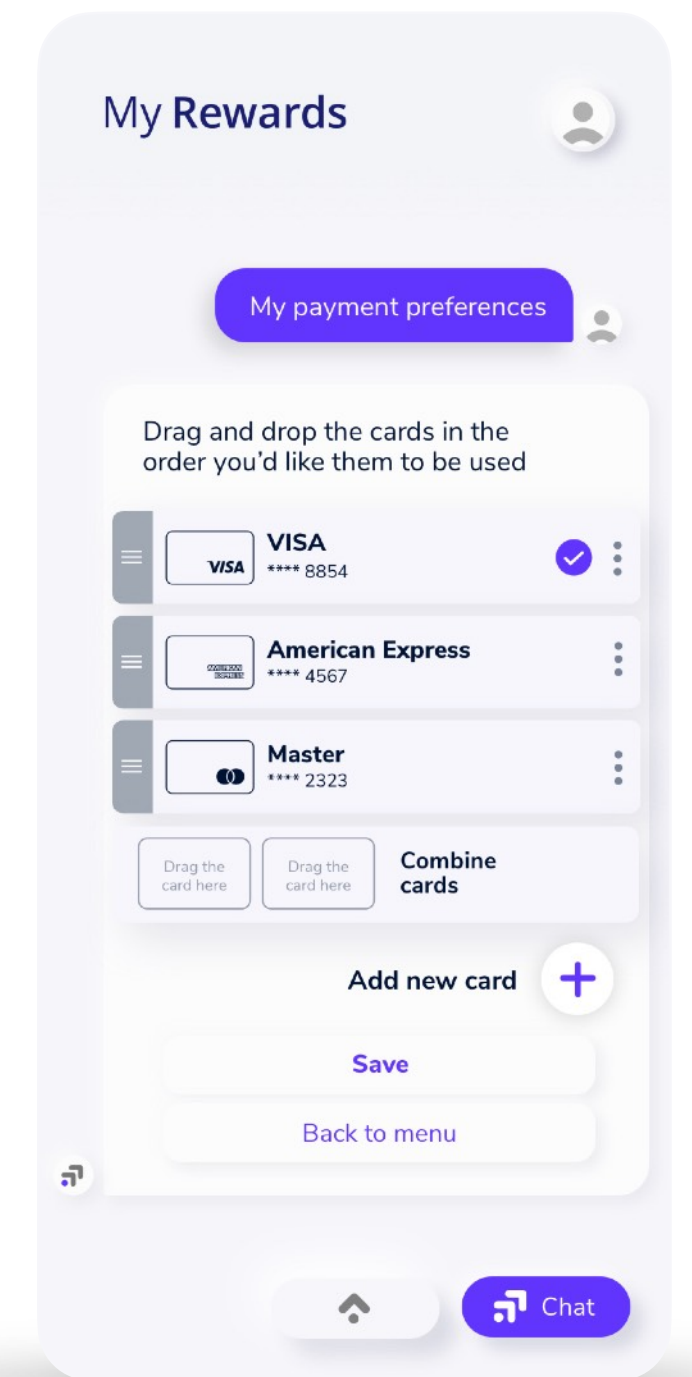 My Rewards
My payment preferences
Drag and drop the cards in the
order you’d like them to be used
VISA
VISA
**** 8854
AMERICAN
EXPRESS
American Express
**** 4567
Master
**** 2323
Drag the
card here
Drag the
card here
Combine
cards
Add new card
Save
Back to menu
Chat